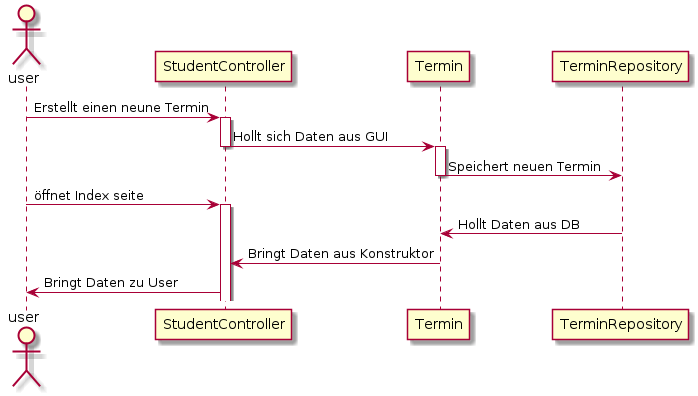 user
StudentController
Termin
TerminRepository
Erstellt einen neune Termin
Hollt sich Daten aus GUI
Speichert neuen Termin
öffnet Index seite
Hollt Daten aus DB
Bringt Daten aus Konstruktor
Bringt Daten zu User
user
StudentController
Termin
TerminRepository